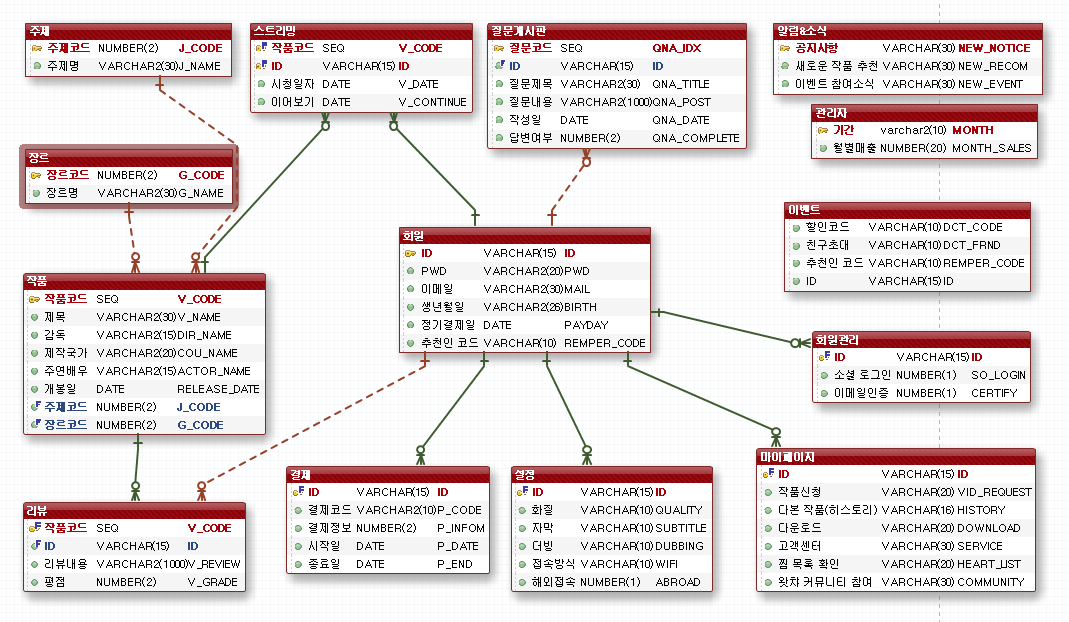 주제
주제코드 NUMBER(2) J_CODE
주제명 VARCHAR2(30)J_NAME
스트리밍
작품코드 SEQ V_CODE
ID VARCHAR(15) ID
시청일자 DATE V_DATE
이어보기 DATE V_CONTINUE
질문게시판
질문코드 SEQ QNA_IDX
ID VARCHAR(15) ID
질문제목 VARCHAR2(30) QNA_TITLE
질문내용 VARCHAR2(1000)QNA_POST
작성일 DATE QNA_DATE
답변여부 NUMBER(2) QNA_COMPLETE
알림&소식
공지사항 VARCHAR(30) NEW_NOTICE
새로운 작품 추천 VARCHAR(30) NEW_RECOM
이벤트 참여소식 VARCHAR(30) NEW_EVENT
관리자
기간 varchar2(10) MONTH
월별매출 NUMBER(20) MONTH_SALES
장르
장르코드 NUMBER(2) G_CODE
장르명 VARCHAR2(30)G_NAME
이벤트
할인코드 VARCHAR(10)DCT_CODE
친구초대 VARCHAR(10)DCT_FRND
추천인 코드 VARCHAR(10)REMPER_CODE
ID VARCHAR(15)ID
회원
ID VARCHAR(15) ID
PWD VARCHAR2(20)PWD
이메일 VARCHAR2(30)MAIL
생년월일 VARCHAR2(26)BIRTH
정기결제일 DATE PAYDAY
추천인 코드 VARCHAR(10) REMPER_CODE
작품
작품코드 SEQ V_CODE
제목 VARCHAR2(30)V_NAME
감독 VARCHAR2(15)DIR_NAME
제작국가 VARCHAR2(20)COU_NAME
주연배우 VARCHAR2(15)ACTOR_NAME
개봉일 DATE RELEASE_DATE
주제코드 NUMBER(2) J_CODE
장르코드 NUMBER(2) G_CODE
회원관리
ID VARCHAR(15)ID
소셜 로그인 NUMBER(1) SO_LOGIN
이메일인증 NUMBER(1) CERTIFY
리뷰
작품코드 SEQ V_CODE
ID VARCHAR(15) ID
리뷰내용 VARCHAR2(1000)V_REVIEW
평점 NUMBER(2) V_GRADE
결제
ID VARCHAR(15) ID
결제코드 VARCHAR2(10)P_CODE
결제정보 NUMBER(2) P_INFOM
시작일 DATE P_DATE
종료일 DATE P_END
설정
ID VARCHAR(15)ID
화질 VARCHAR(10)QUALITY
자막 VARCHAR(10)SUBTITLE
더빙 VARCHAR(10)DUBBING
접속방식 VARCHAR(10)WIFI
해외접속 NUMBER(1) ABROAD
마이페이지
ID VARCHAR(15) ID
작품신청 VARCHAR(20) VID_REQUEST
다본 작품(히스토리) VARCHAR(16) HISTORY
다운로드 VARCHAR(20) DOWNLOAD
고객센터 VARCHAR(30) SERVICE
찜 목록 확인 VARCHAR(20) HEART_LIST
왓챠 커뮤니티 참여 VARCHAR(30) COMMUNITY